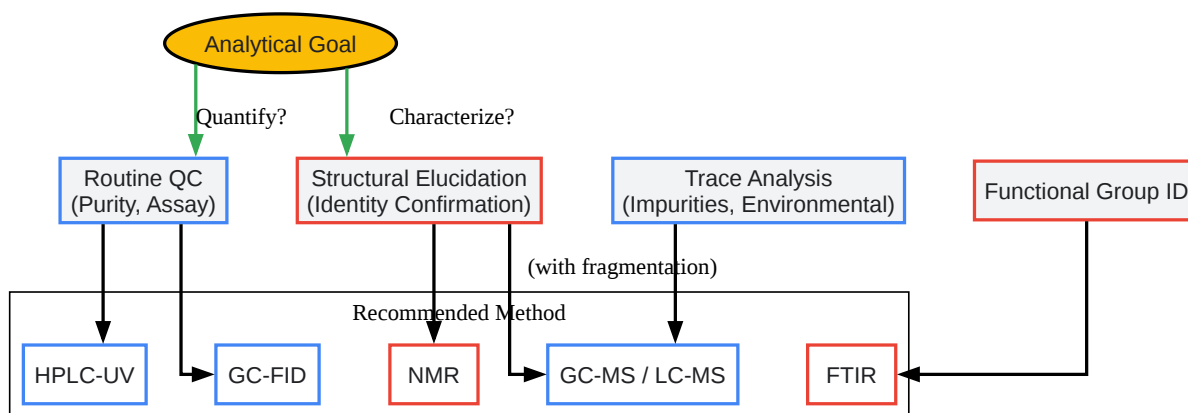 Analytical Goal
Quantify?
Characterize?
Routine QC
(Purity, Assay)
Structural Elucidation
(Identity Confirmation)
Trace Analysis
(Impurities, Environmental)
Functional Group ID
(with fragmentation)
Recommended Method
HPLC-UV
GC-FID
NMR
GC-MS / LC-MS
FTIR